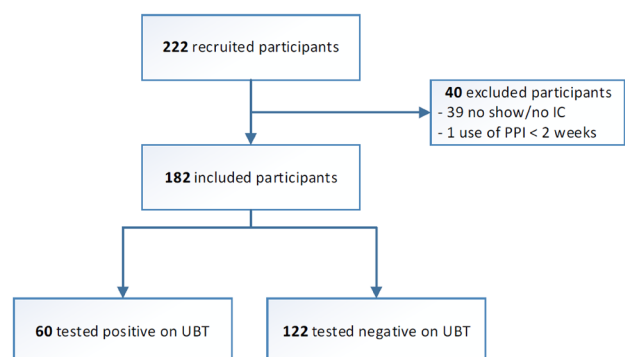 222 recruited participants
40 excluded participants
- 39 no show/no IC
- 1 use of PPI < 2 weeks
182 included participants
60 tested positive on UBT
122 tested negative on UBT